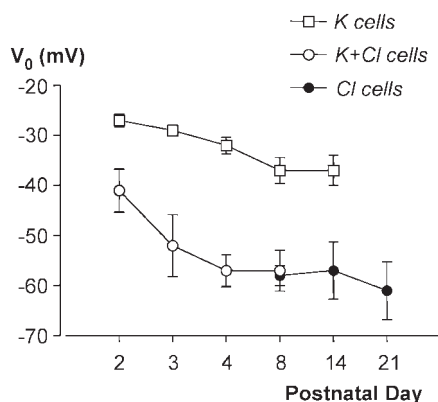 K cells
V0 (mV)
K+Cl cells
Cl cells
-20
-30
-40
-50
-60
-70
2 3 4 8 14 21
Postnatal Day